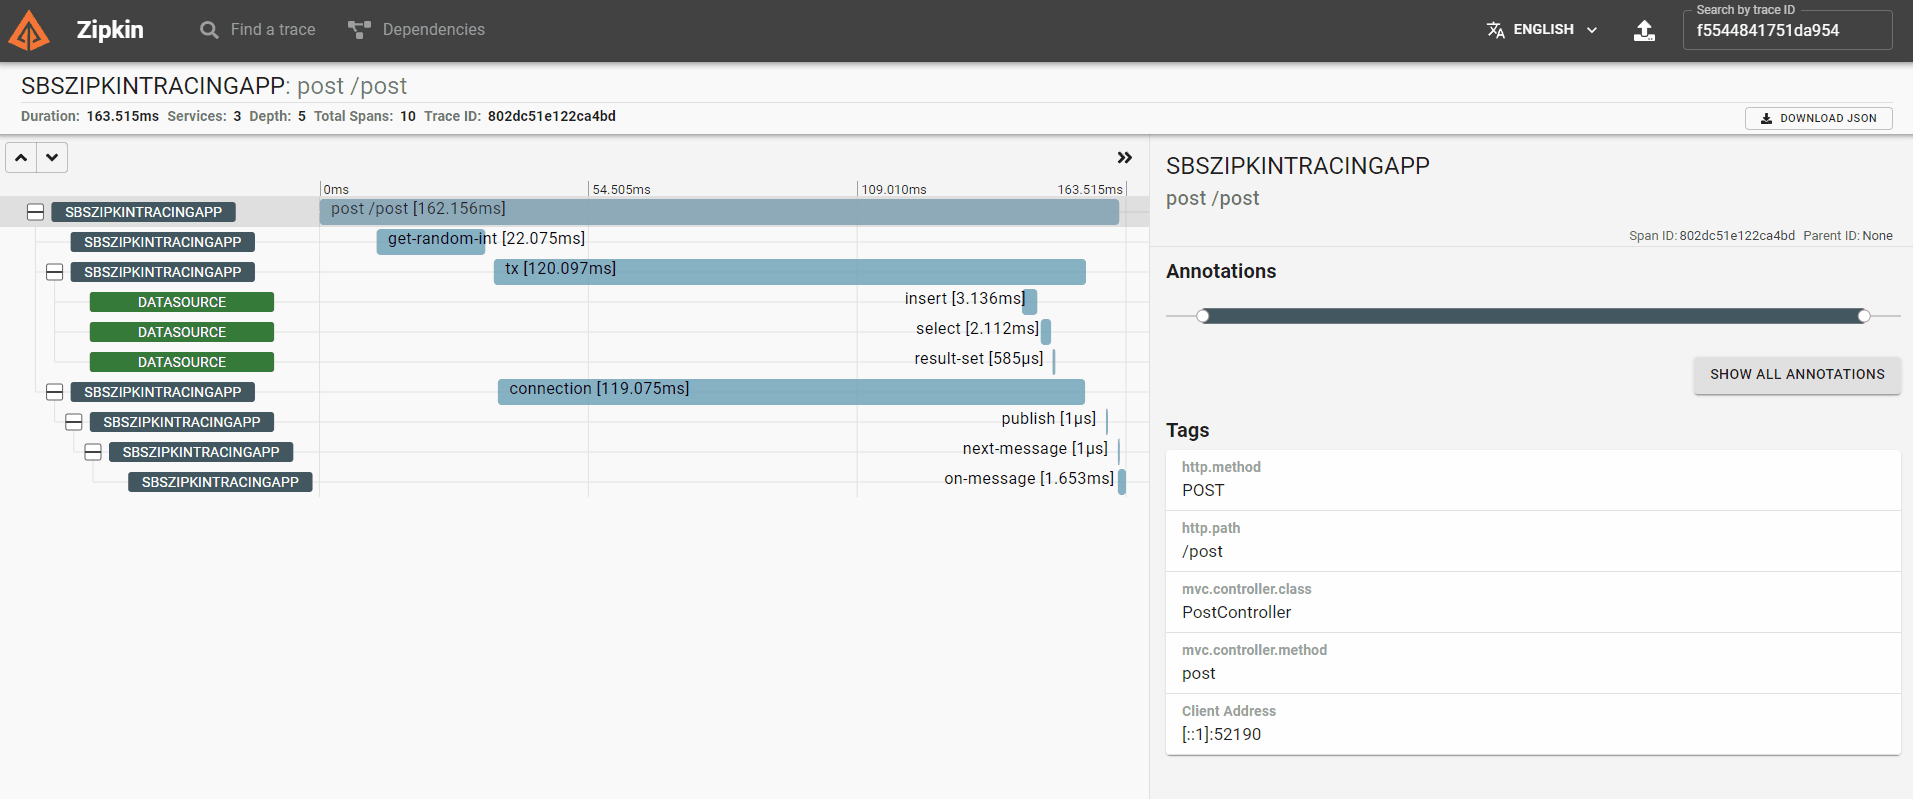 Zipkin
Find a trace
Dependencies
ENGLISH
Search by trace ID
f5544841751da954
SBSZIPKINTRACINGAPP: post /post
Duration: 163.515ms Services: 3 Depth: 5 Total Spans: 10 Trace ID: 802dc51e122ca4bd
DOWNLOAD JSON
0ms 54.505ms 109.010ms 163.515ms
SBSZIPKINTRACINGAPP post /post [162.156ms]
SBSZIPKINTRACINGAPP get-random-int [22.075ms]
SBSZIPKINTRACINGAPP tx [120.097ms]
DATASOURCE insert [3.136ms]
DATASOURCE select [2.112ms]
DATASOURCE result-set [585μs]
SBSZIPKINTRACINGAPP connection [119.075ms]
SBSZIPKINTRACINGAPP publish [1μs]
SBSZIPKINTRACINGAPP next-message [1μs]
SBSZIPKINTRACINGAPP on-message [1.653ms]
SBSZIPKINTRACINGAPP
post /post
Span ID: 802dc51e122ca4bd Parent ID: None
Annotations
SHOW ALL ANNOTATIONS
Tags
http.method
POST
http.path
/post
mvc.controller.class
PostController
mvc.controller.method
post
Client Address
[::1]:52190